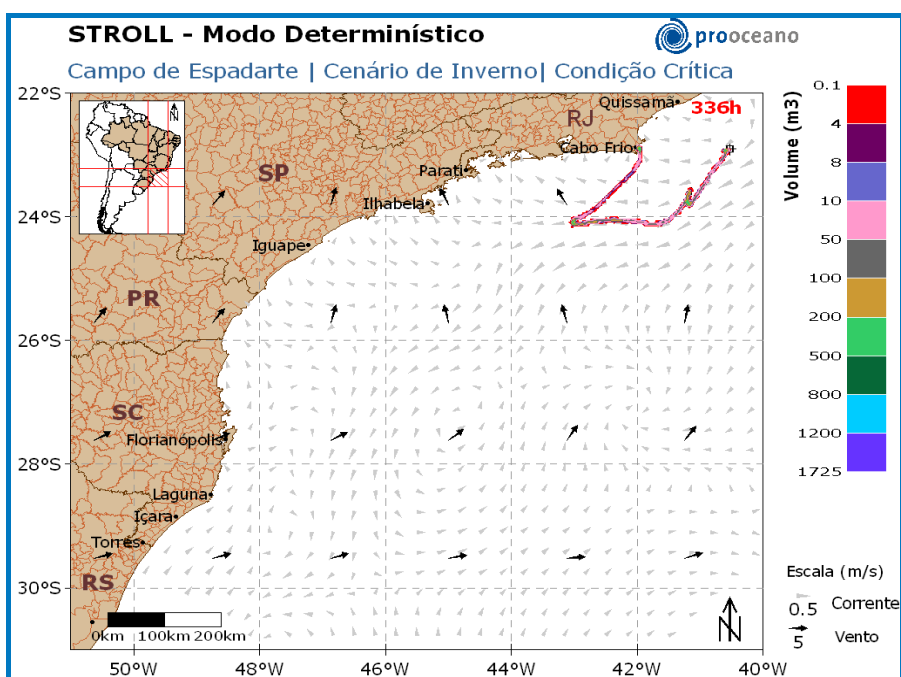 STROLL - Modo Determinístico
prooceano
Campo de Espadarte | Cenário de Inverno| Condição Crítica
22°S
24°S
26°S
28°S
30°S
50°W
48°W
46°W
44°W
42°W
40°W
N
336h
Quissamã
RJ
Cabo Frio
Parati
SP
Ilhabela
Iguape
PR
SC
Florianópolis
Laguna
Içara
Torres
RS
0km 100km 200km
N
Volume (m3)
0.1
4
8
10
50
100
200
500
800
1200
1725
Escala (m/s)
0.5 Corrente
5 Vento